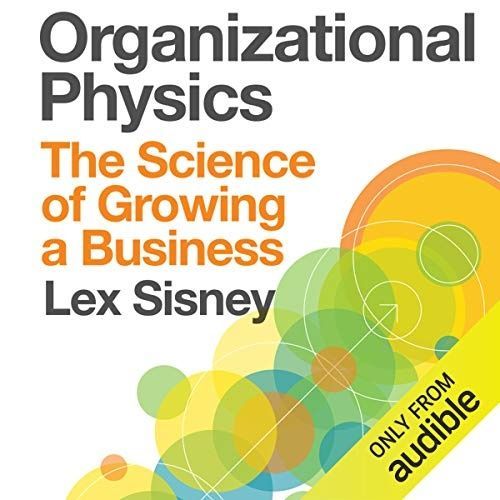 Organizational
Physics
The Science
of Growing
a Business
Lex Sisney
ONLY FROM
audible